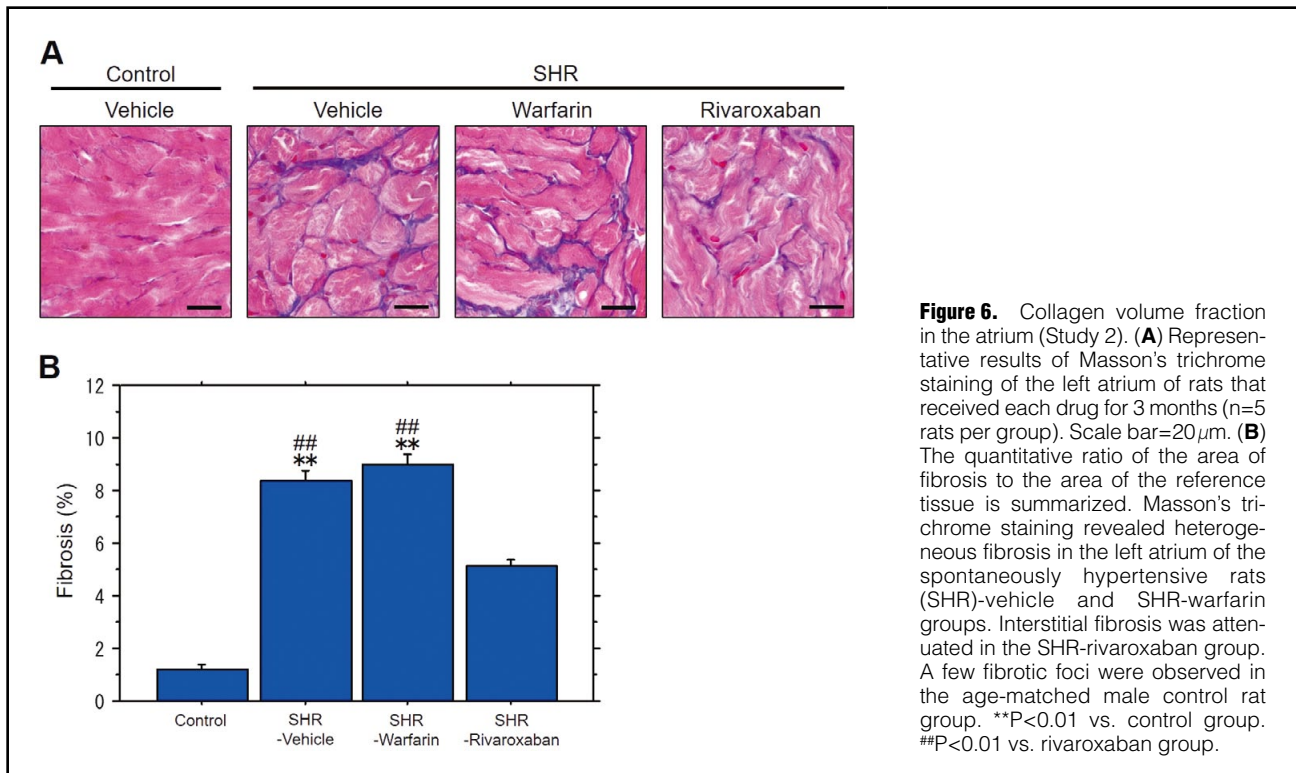 A
Control
SHR
Vehicle
Vehicle
Warfarin
Rivaroxaban
B
12
10
8
6
4
2
0
Fibrosis (%)
##
**
##
**
Control
SHR
-Vehicle
SHR
-Warfarin
SHR
-Rivaroxaban
Figure 6. Collagen volume fraction
in the atrium (Study 2). (A) Represen-
tative results of Masson's trichrome
staining of the left atrium of rats that
received each drug for 3 months (n=5
rats per group). Scale bar=20 μm. (B)
The quantitative ratio of the area of
fibrosis to the area of the reference
tissue is summarized. Masson's tri-
chrome staining revealed heteroge-
neous fibrosis in the left atrium of the
spontaneously hypertensive rats
(SHR)-vehicle and SHR-warfarin
groups. Interstitial fibrosis was atten-
uated in the SHR-rivaroxaban group.
A few fibrotic foci were observed in
the age-matched male control rat
group. **P<0.01 vs. control group.
##P<0.01 vs. rivaroxaban group.